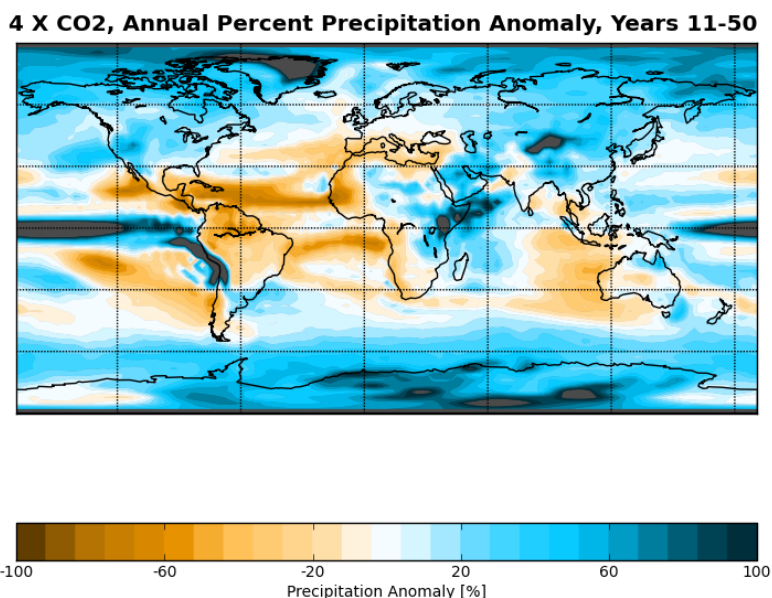 4 X CO2, Annual Percent Precipitation Anomaly, Years 11-50
-100 -60 -20 20 60 100
Precipitation Anomaly [%]